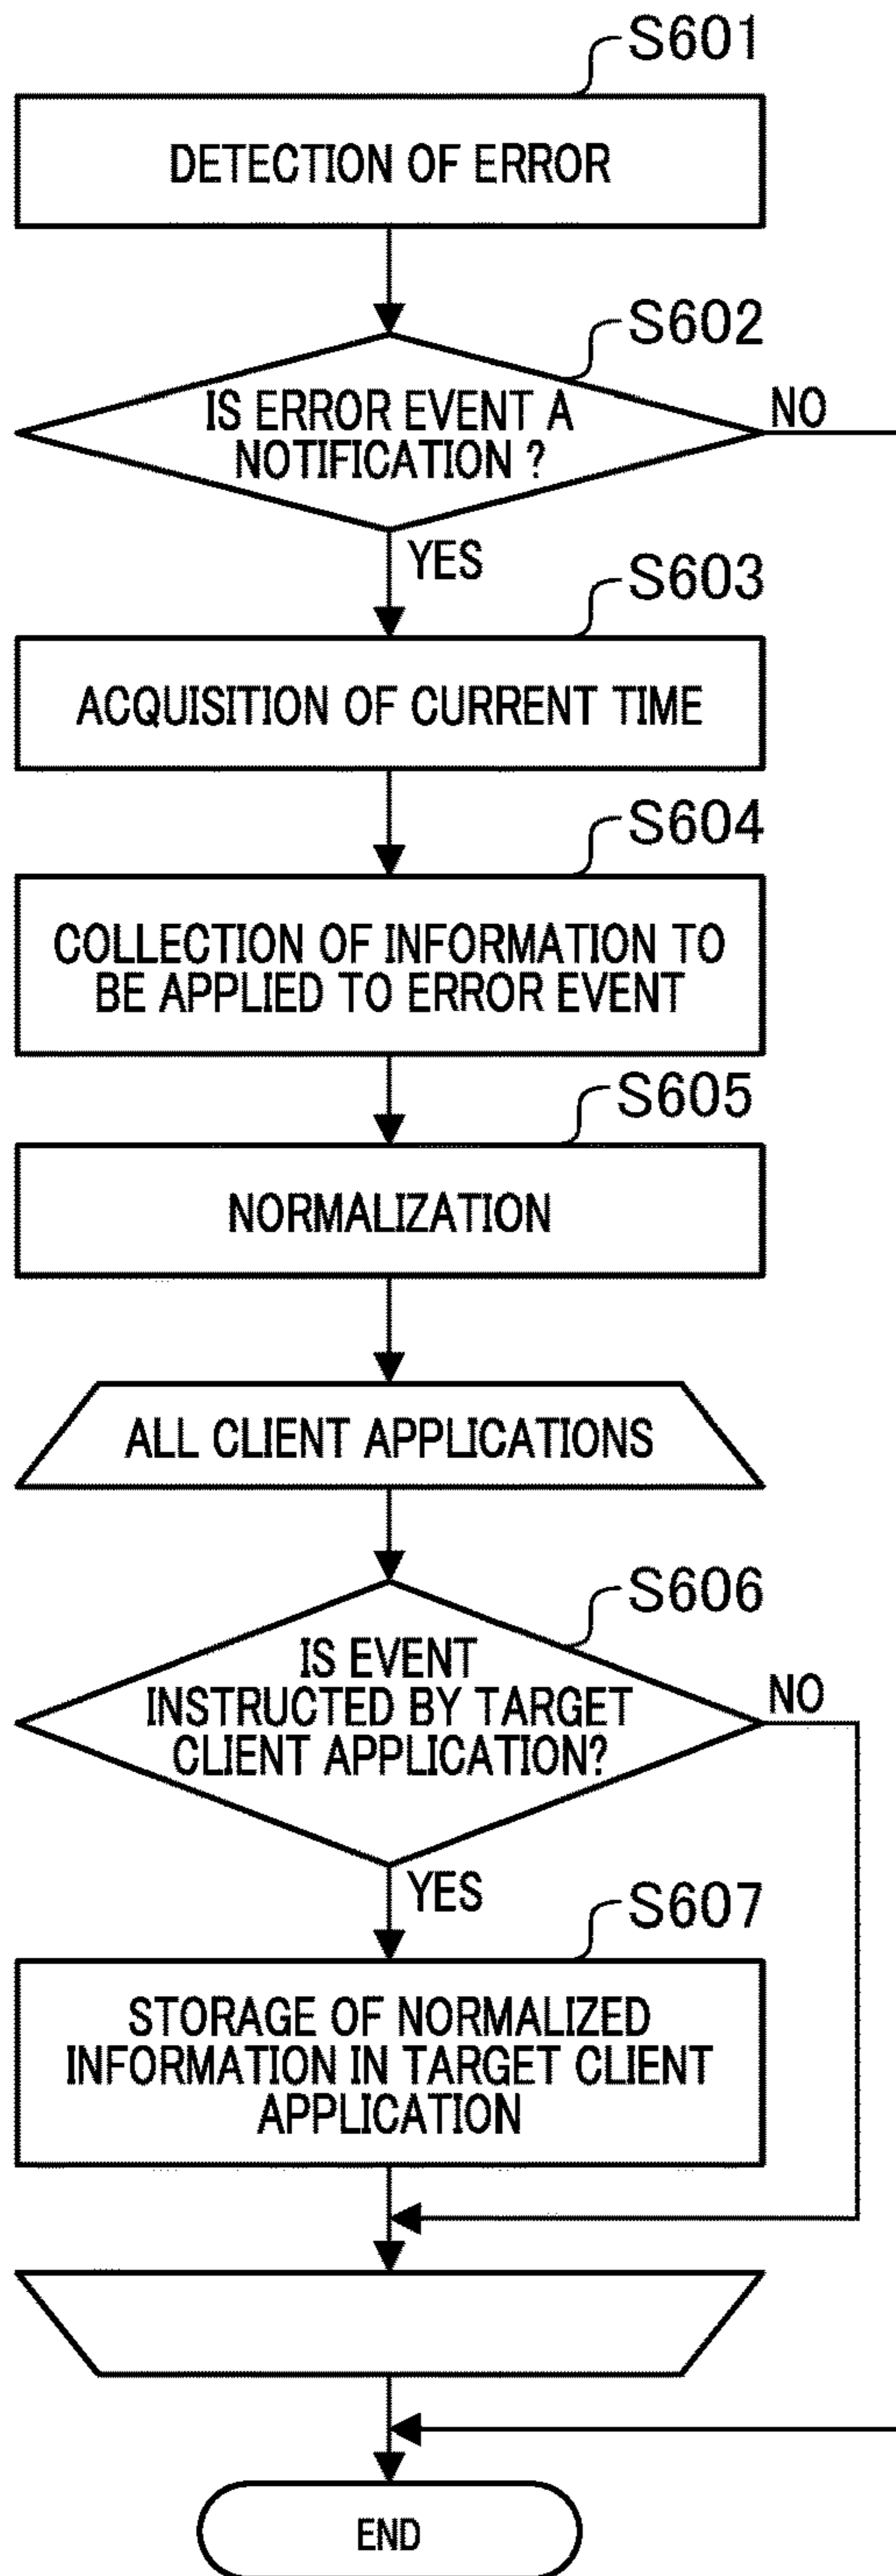 S601
DETECTION OF ERROR
S602
IS ERROR EVENT A
NOTIFICATION ?
NO
YES
S603
ACQUISITION OF CURRENT TIME
S604
COLLECTION OF INFORMATION TO
BE APPLIED TO ERROR EVENT
S605
NORMALIZATION
ALL CLIENT APPLICATIONS
S606
IS EVENT
INSTRUCTED BY TARGET
CLIENT APPLICATION?
NO
YES
S607
STORAGE OF NORMALIZED
INFORMATION IN TARGET CLIENT
APPLICATION
END